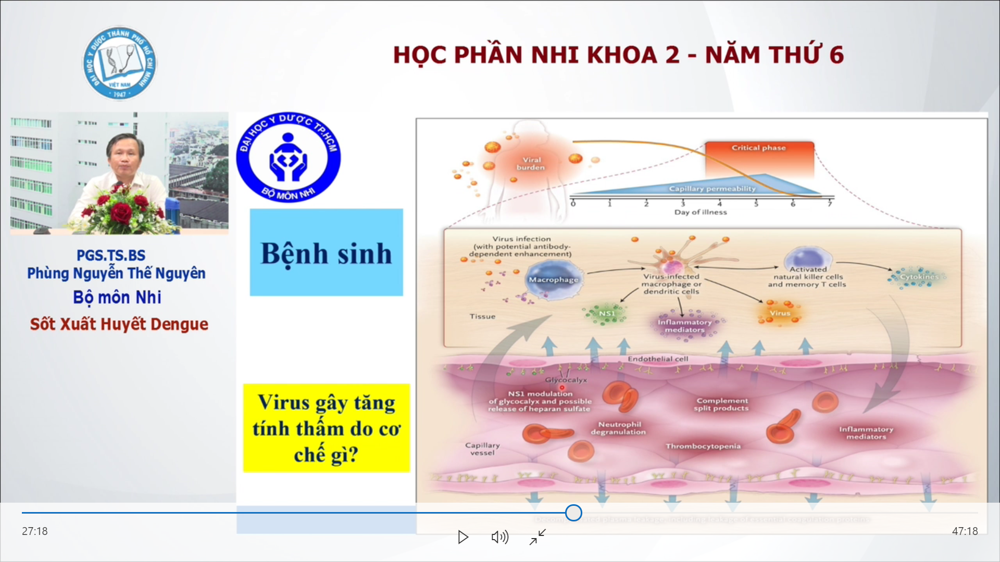 HỌC PHẦN NHI KHOA 2 - NĂM THỨ 6
ĐẠI HỌC Y DƯỢC THÀNH PHỐ HỒ CHÍ MINH
VIỆT NAM
· 1947 ·
PGS.TS.BS
Phùng Nguyễn Thế Nguyên
Bộ môn Nhi
Sốt Xuất Huyết Dengue
ĐẠI HỌC Y DƯỢC TP.HCM
BỘ MÔN NHI
Bệnh sinh
Virus gây tăng
tính thấm do cơ
chế gì?
Viral
burden
Critical phase
Capillary permeability
0 1 2 3 4 5 6 7
Day of illness
Virus infection
(with potential antibody-
dependent enhancement)
Macrophage
Virus-infected
macrophage or
dendritic cells
Activated
natural killer cells
and memory T cells
Cytokines
Tissue
NS1
Inflammatory
mediators
Virus
Endothelial cell
Glycocalyx
NS1 modulation
of glycocalyx and possible
release of heparan sulfate
Complement
split products
Neutrophil
degranulation
Inflammatory
mediators
Capillary
vessel
Thrombocytopenia
plasma leakage, including leakage of essential coagulation proteins
27:18
47:18